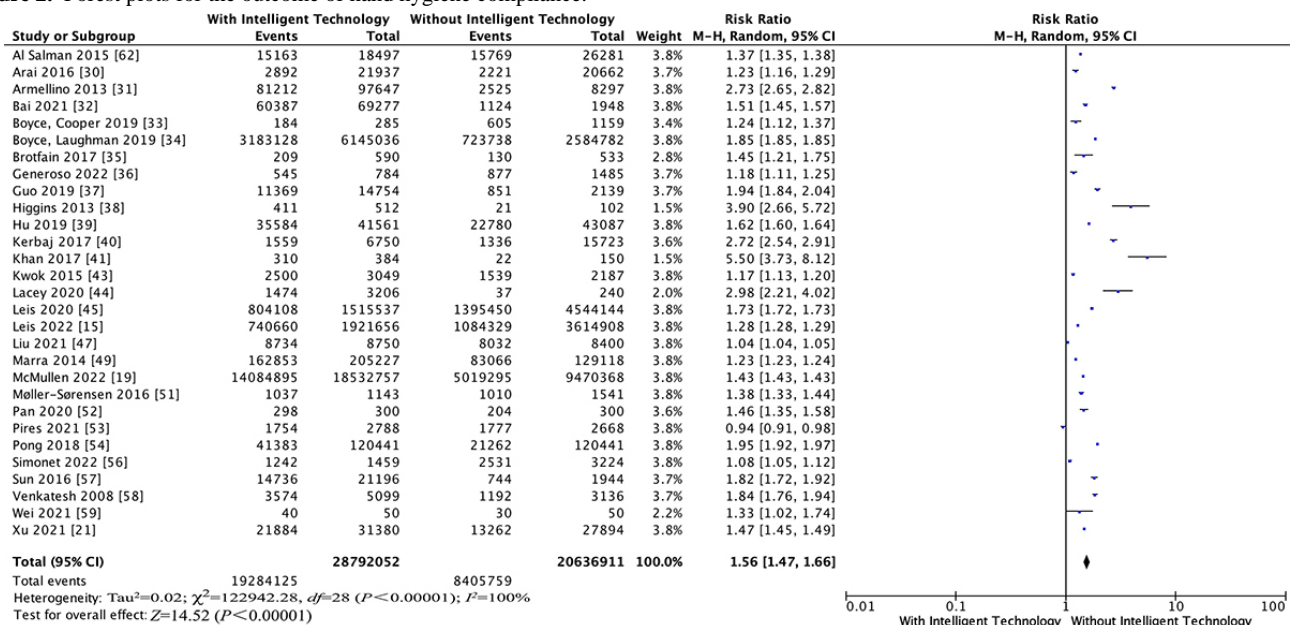 Figure 2. Forest plots for the outcome of hand hygiene compliance.
With Intelligent Technology Without Intelligent Technology Risk Ratio Risk Ratio
Study or Subgroup Events Total Events Total Weight M-H, Random, 95% CI M-H, Random, 95% CI
Al Salman 2015 [62] 15163 18497 15769 26281 3.8% 1.37 [1.35, 1.38]
Arai 2016 [30] 2892 21937 2221 20662 3.7% 1.23 [1.16, 1.29]
Armellino 2013 [31] 81212 97647 2525 8297 3.8% 2.73 [2.65, 2.82]
Bai 2021 [32] 60387 69277 1124 1948 3.8% 1.51 [1.45, 1.57]
Boyce, Cooper 2019 [33] 184 285 605 1159 3.4% 1.24 [1.12, 1.37]
Boyce, Laughman 2019 [34] 3183128 6145036 723738 2584782 3.8% 1.85 [1.85, 1.85]
Brotfain 2017 [35] 209 590 130 533 2.8% 1.45 [1.21, 1.75]
Generoso 2022 [36] 545 784 877 1485 3.7% 1.18 [1.11, 1.25]
Guo 2019 [37] 11369 14754 851 2139 3.7% 1.94 [1.84, 2.04]
Higgins 2013 [38] 411 512 21 102 1.5% 3.90 [2.66, 5.72]
Hu 2019 [39] 35584 41561 22780 43087 3.8% 1.62 [1.60, 1.64]
Kerbaj 2017 [40] 1559 6750 1336 15723 3.6% 2.72 [2.54, 2.91]
Khan 2017 [41] 310 384 22 150 1.5% 5.50 [3.73, 8.12]
Kwok 2015 [43] 2500 3049 1539 2187 3.8% 1.17 [1.13, 1.20]
Lacey 2020 [44] 1474 3206 37 240 2.0% 2.98 [2.21, 4.02]
Leis 2020 [45] 804108 1515537 1395450 4544144 3.8% 1.73 [1.72, 1.73]
Leis 2022 [15] 740660 1921656 1084329 3614908 3.8% 1.28 [1.28, 1.29]
Liu 2021 [47] 8734 8750 8032 8400 3.8% 1.04 [1.04, 1.05]
Marra 2014 [49] 162853 205227 83066 129118 3.8% 1.23 [1.23, 1.24]
McMullen 2022 [19] 14084895 18532757 5019295 9470368 3.8% 1.43 [1.43, 1.43]
Møller-Sørensen 2016 [51] 1037 1143 1010 1541 3.8% 1.38 [1.33, 1.44]
Pan 2020 [52] 298 300 204 300 3.6% 1.46 [1.35, 1.58]
Pires 2021 [53] 1754 2788 1777 2668 3.8% 0.94 [0.91, 0.98]
Pong 2018 [54] 41383 120441 21262 120441 3.8% 1.95 [1.92, 1.97]
Simonet 2022 [56] 1242 1459 2531 3224 3.8% 1.08 [1.05, 1.12]
Sun 2016 [57] 14736 21196 744 1944 3.7% 1.82 [1.72, 1.92]
Venkatesh 2008 [58] 3574 5099 1192 3136 3.7% 1.84 [1.76, 1.94]
Wei 2021 [59] 40 50 30 50 2.2% 1.33 [1.02, 1.74]
Xu 2021 [21] 21884 31380 13262 27894 3.8% 1.47 [1.45, 1.49]
Total (95% CI) 28792052 20636911 100.0% 1.56 [1.47, 1.66]
Total events 19284125 8405759
Heterogeneity: Tau²=0.02; χ²=122942.28, df=28 (P<0.00001); I²=100%
Test for overall effect: Z=14.52 (P<0.00001)
0.01 0.1 1 10 100
With Intelligent Technology Without Intelligent Technology